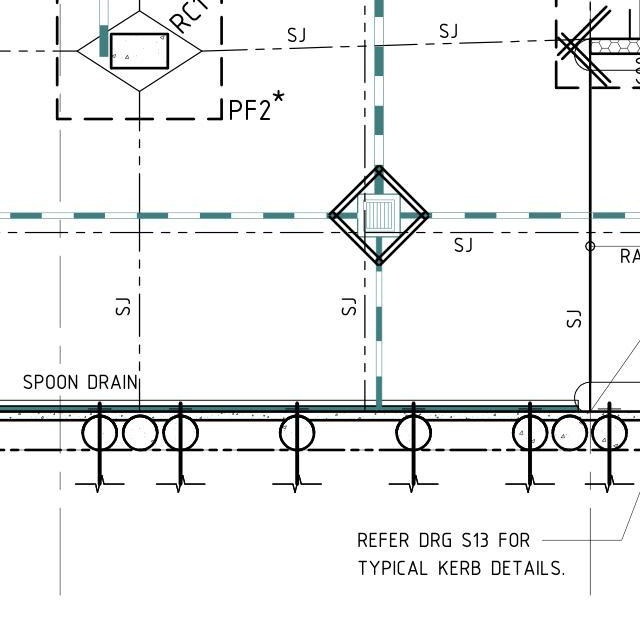 RC1
SJ
SJ
PF2*
SJ
RA
SJ
SJ
SJ
SPOON DRAIN
REFER DRG S13 FOR
TYPICAL KERB DETAILS.